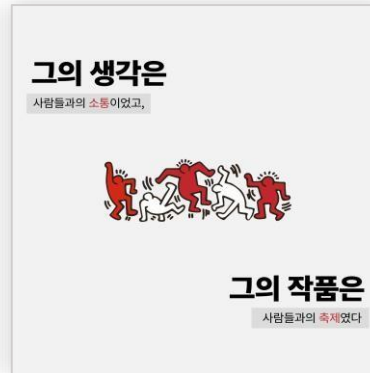 그의 생각은
사람들과의 소통이었고,
그의 작품은
사람들과의 축제였다